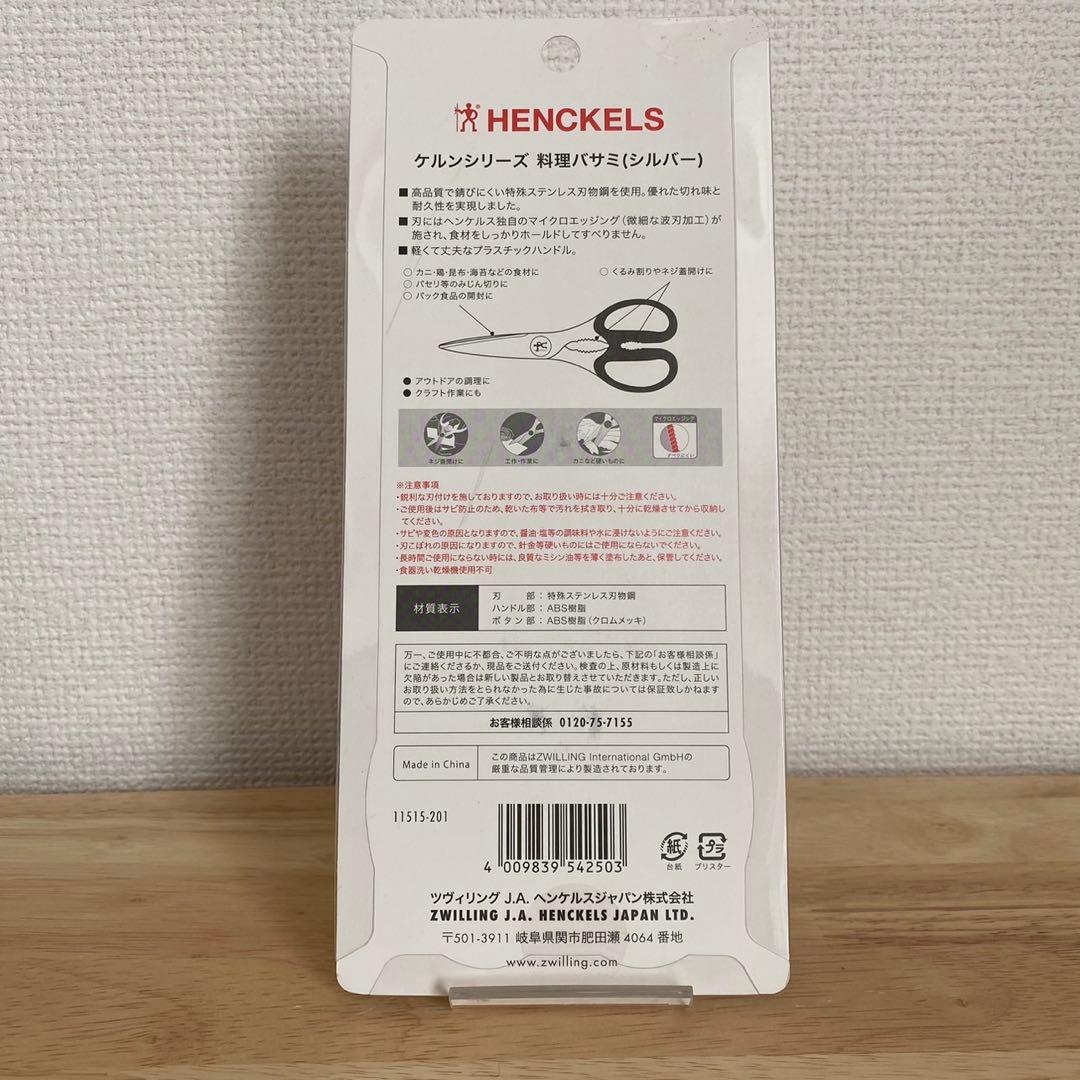 HENCKELS
ケルンシリーズ 料理バサミ(シルバー)
■ 高品質で錆びにくい特殊ステンレス刃物鋼を使用。優れた切れ味と
耐久性を実現しました。
■ 刃にはヘンケルス独自のマイクロエッジング(微細な波刃加工)が
施され、食材をしっかりホールドしてすべりません。
■ 軽くて丈夫なプラスチックハンドル。
○ カニ・鶏・昆布・海苔などの食材に
○ パセリ等のみじん切りに
○ パック食品の開封に
○ くるみ割りやネジ蓋開けに
● アウトドアの調理に
● クラフト作業にも
ネジ蓋開けに
工作・作業に
カニなど硬いものに
マイクロエッジング
すべりにくい
※注意事項
・鋭利な刃付けを施しておりますので、お取り扱い時には十分ご注意ください。
・ご使用後はサビ防止のため、乾いた布等で汚れを拭き取り、十分に乾燥させてから収納し
てください。
・サビや変色の原因となりますので、醤油・塩等の調味料や水に浸けないようにご注意ください。
・刃こぼれの原因になりますので、針金等硬いものにはご使用にならないでください。
・長時間ご使用にならない時には、良質なミシン油等を薄く塗布したあと、保管してください。
・食器洗い乾燥機使用不可
材質表示
刃 部 : 特殊ステンレス刃物鋼
ハンドル部 : ABS樹脂
ボタン部 : ABS樹脂(クロムメッキ)
万一、ご使用中に不都合、ご不明な点がございましたら、下記の「お客様相談係」
にご連絡くださるか、現品をご送付ください。検査の上、原材料もしくは製造上に
欠陥があった場合は新しい製品とお取り替えさせていただきます。ただし、正しい
お取り扱い方法をとられなかった為に生じた事故については保証致しかねます
ので、あらかじめご了承ください。
お客様相談係 0120-75-7155
Made in China
この商品はZWILLING International GmbHの
厳重な品質管理により製造されております。
11515-201
4 009839 542503
紙
台紙
プラ
ブリスター
ツヴィリング J.A. ヘンケルスジャパン株式会社
ZWILLING J.A. HENCKELS JAPAN LTD.
〒501-3911 岐阜県関市肥田瀬 4064 番地
www.zwilling.com